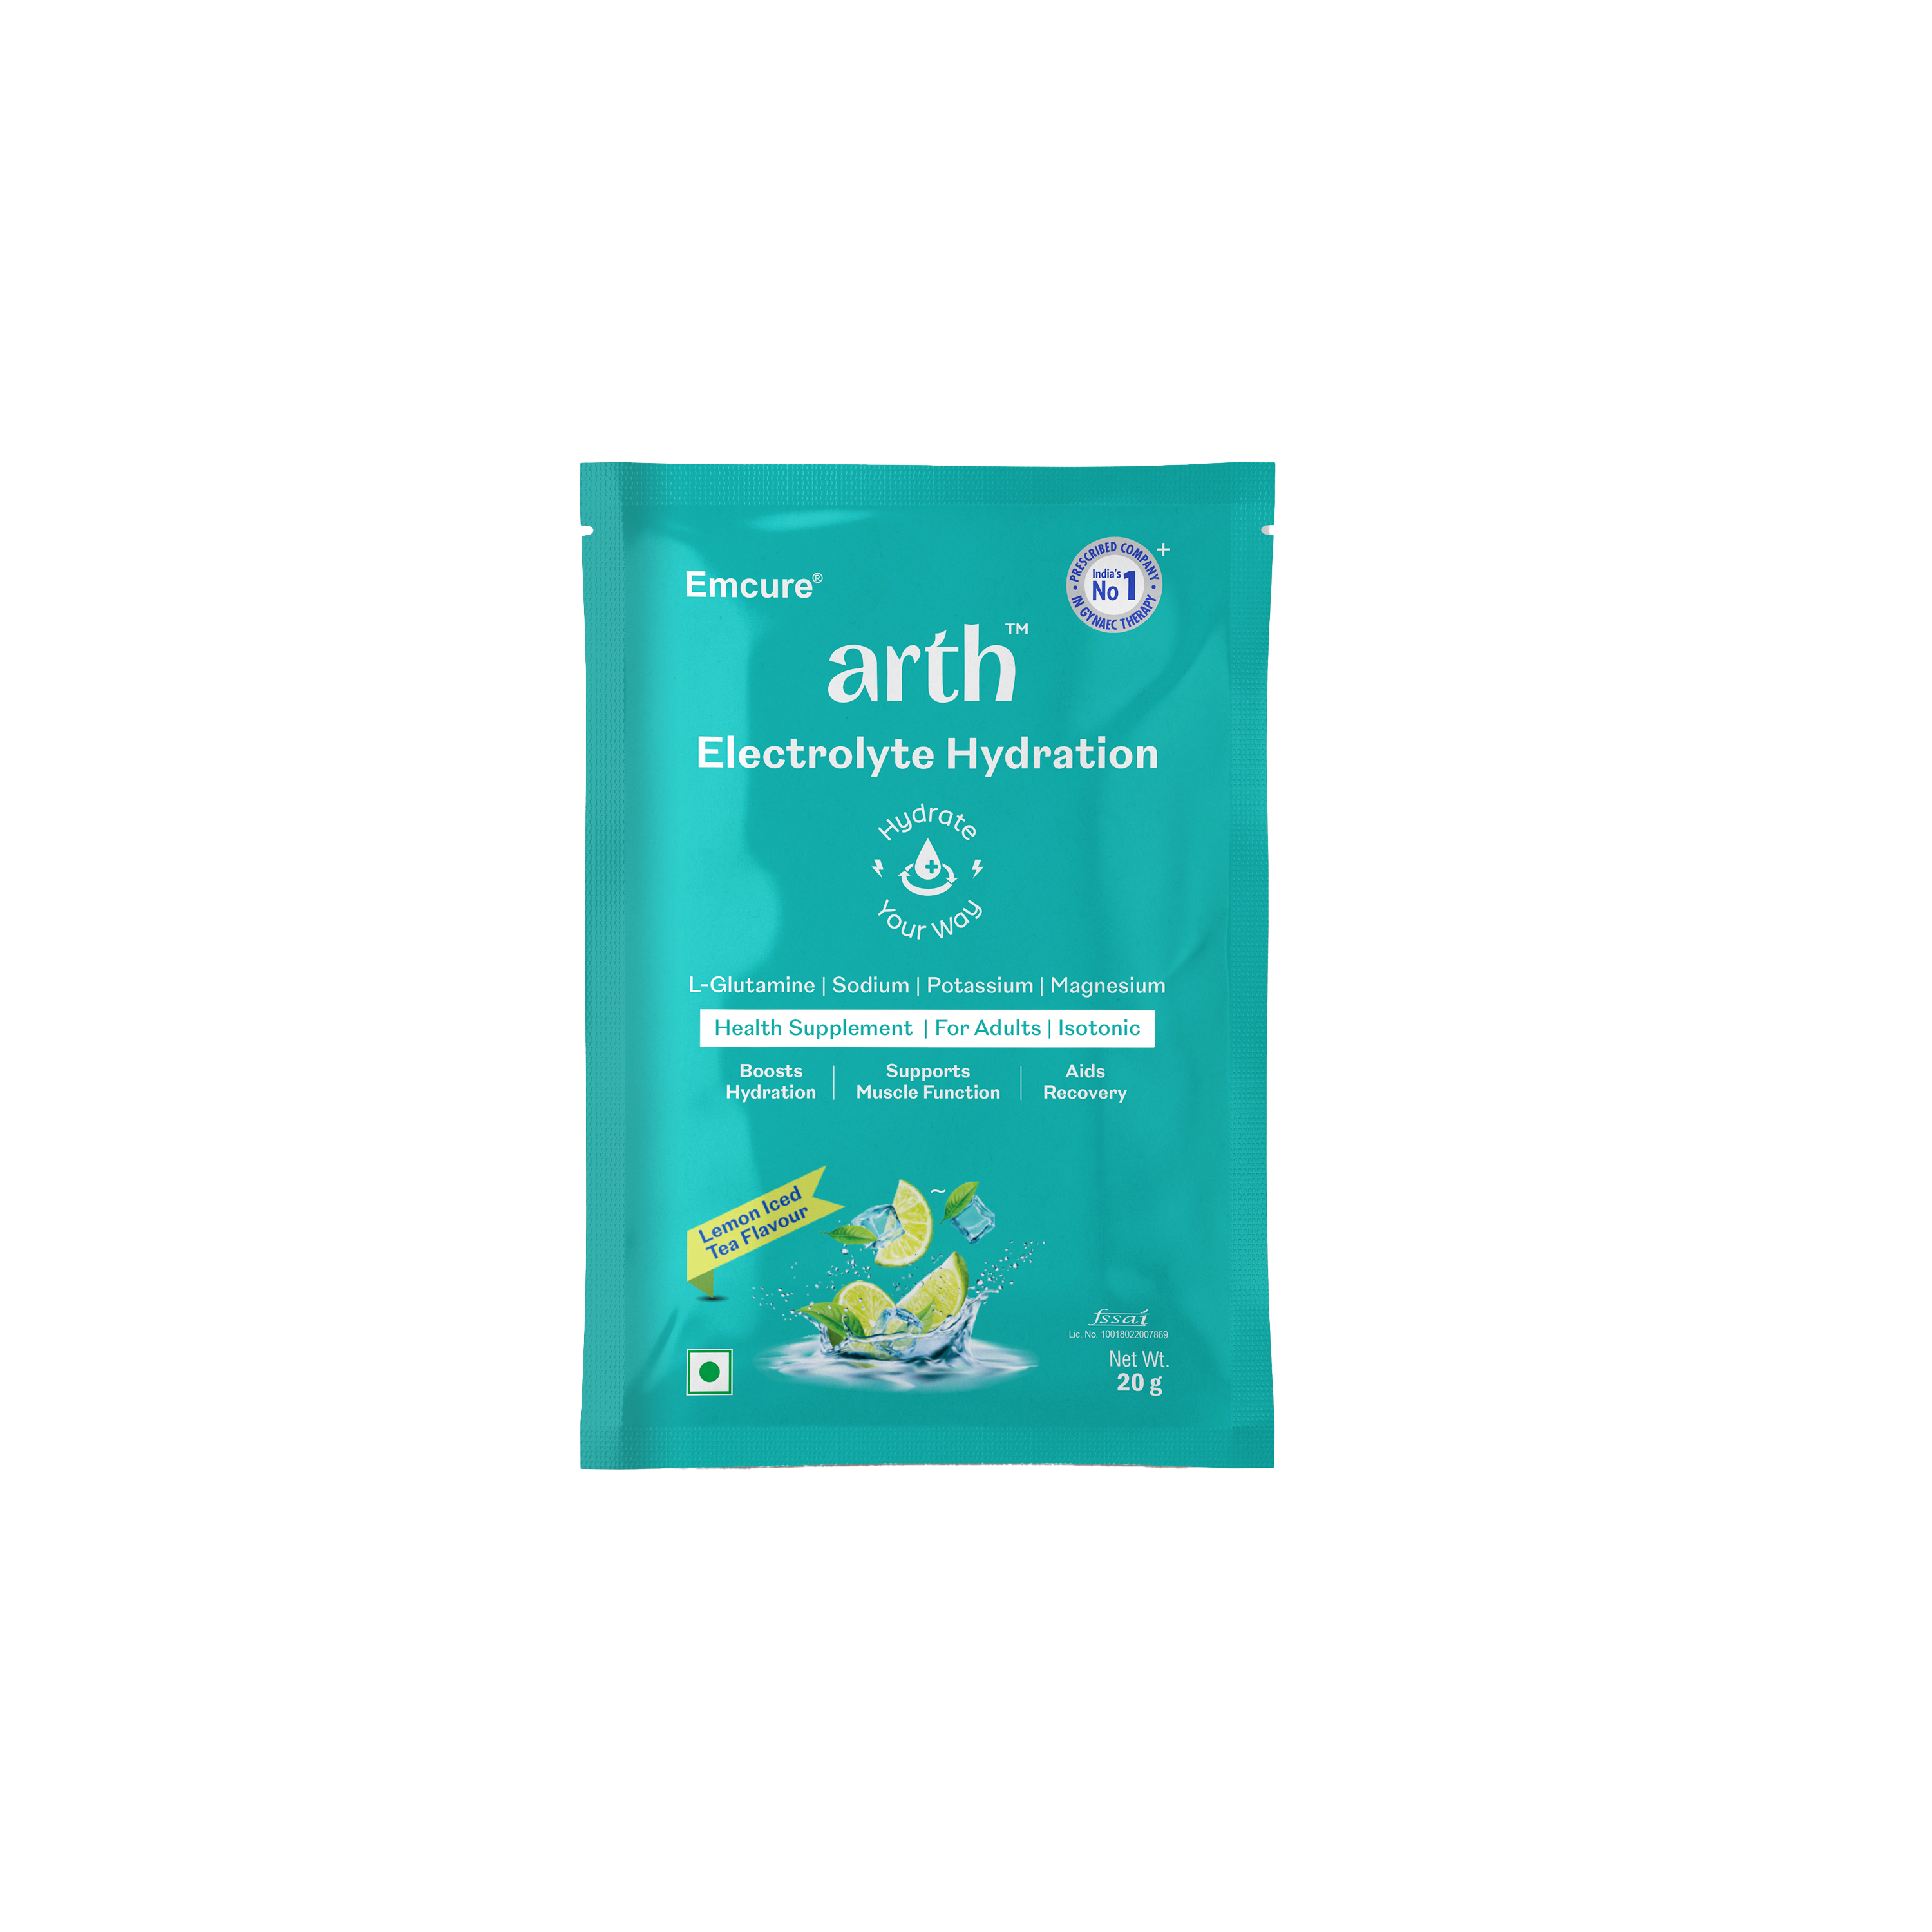 Emcure®
PRESCRIBED COMPANY
India's
No 1
IN GYNAEC THERAPY
+
arth™
Electrolyte Hydration
Hydrate
Your Way
L-Glutamine | Sodium | Potassium | Magnesium
Health Supplement | For Adults | Isotonic
Boosts
Hydration
Supports
Muscle Function
Aids
Recovery
Lemon Iced
Tea Flavour
~
fssai
Lic. No. 10018022007869
Net Wt.
20 g